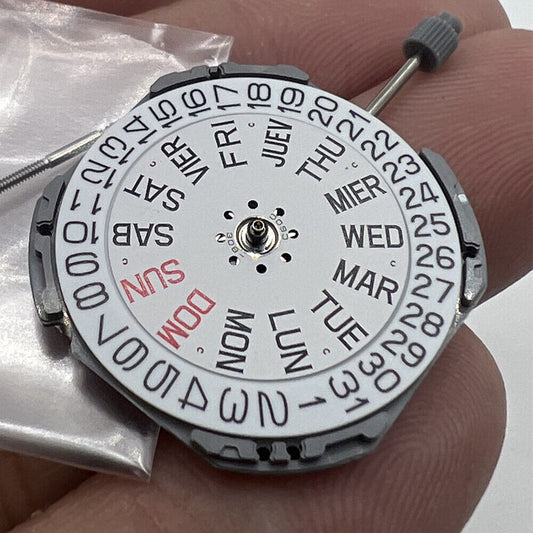 1
2
3
4
5
6
7
8
9
10
11
12
13
14
15
16
17
18
19
20
21
22
23
24
25
26
27
28
29
30
31
SUN
DOM
MON
LUN
TUE
MAR
WED
MIER
THU
JUEV
FRI
VIER
SAT
SAB